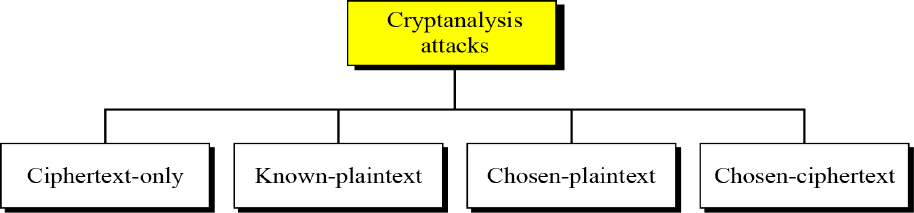 Cryptanalysis
attacks
Ciphertext-only
Known-plaintext
Chosen-plaintext
Chosen-ciphertext